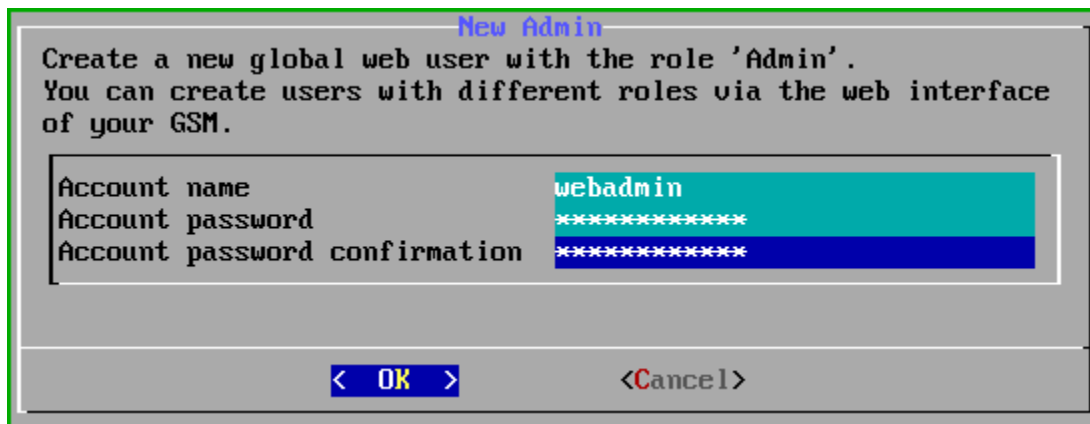 New Admin
Create a new global web user with the role 'Admin'.
You can create users with different roles via the web interface
of your GSM.
Account name webadmin
Account password ************
Account password confirmation ************
< OK > <Cancel>